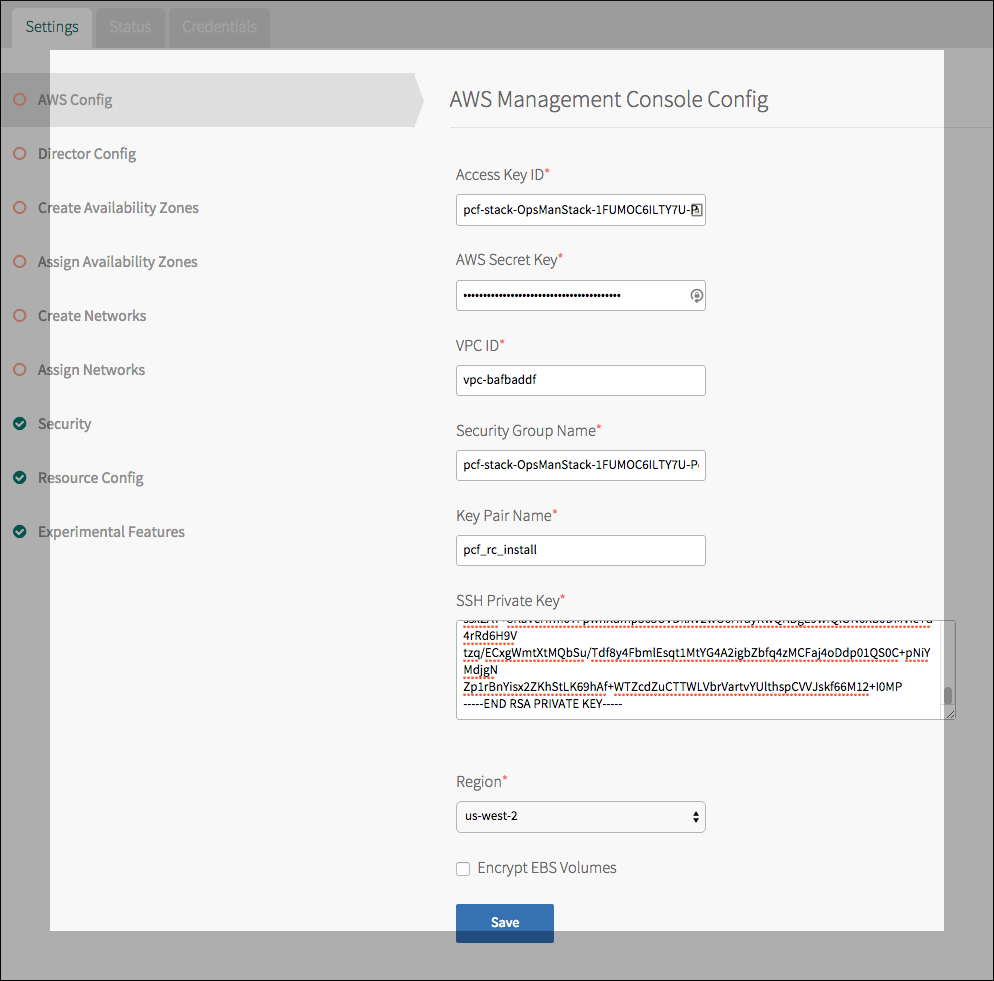 Settings
Status
Credentials
AWS Config
Director Config
Create Availability Zones
Assign Availability Zones
Create Networks
Assign Networks
Security
Resource Config
Experimental Features
AWS Management Console Config
Access Key ID*
pcf-stack-OpsManStack-1FUMOC6ILTY7U-P
AWS Secret Key*
VPC ID*
vpc-bafbaddf
Security Group Name*
pcf-stack-OpsManStack-1FUMOC6ILTY7U-P
Key Pair Name*
pcf_rc_install
SSH Private Key*
4rRd6H9V
tzq/ECxgWmtXtMQbSu/Tdf8y4FbmlEsqt1MtYG4A2igbZbfq4zMCFaj4oDdp01QS0C+pNiY
MdjgN
Zp1rBnYisx2ZKhStLK69hAf+WTZcdZuCTTWLVbrVartvYUlthspCVVJskf66M12+I0MP
-----END RSA PRIVATE KEY-----
Region*
us-west-2
Encrypt EBS Volumes
Save